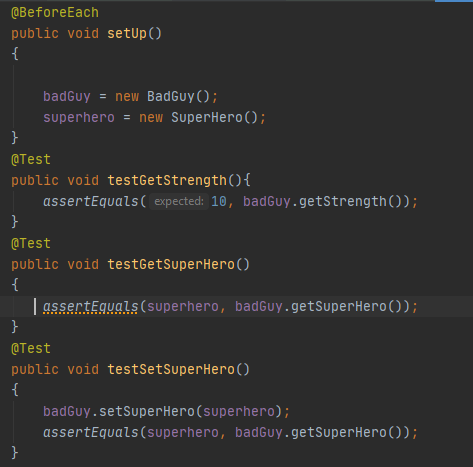 @BeforeEach
public void setUp()
{
badGuy = new BadGuy();
superhero = new SuperHero();
}
@Test
public void testGetStrength(){
assertEquals( expected: 10, badGuy.getStrength());
}
@Test
public void testGetSuperHero()
{
assertEquals(superhero, badGuy.getSuperHero());
}
@Test
public void testSetSuperHero()
{
badGuy.setSuperHero(superhero);
assertEquals(superhero, badGuy.getSuperHero());
}